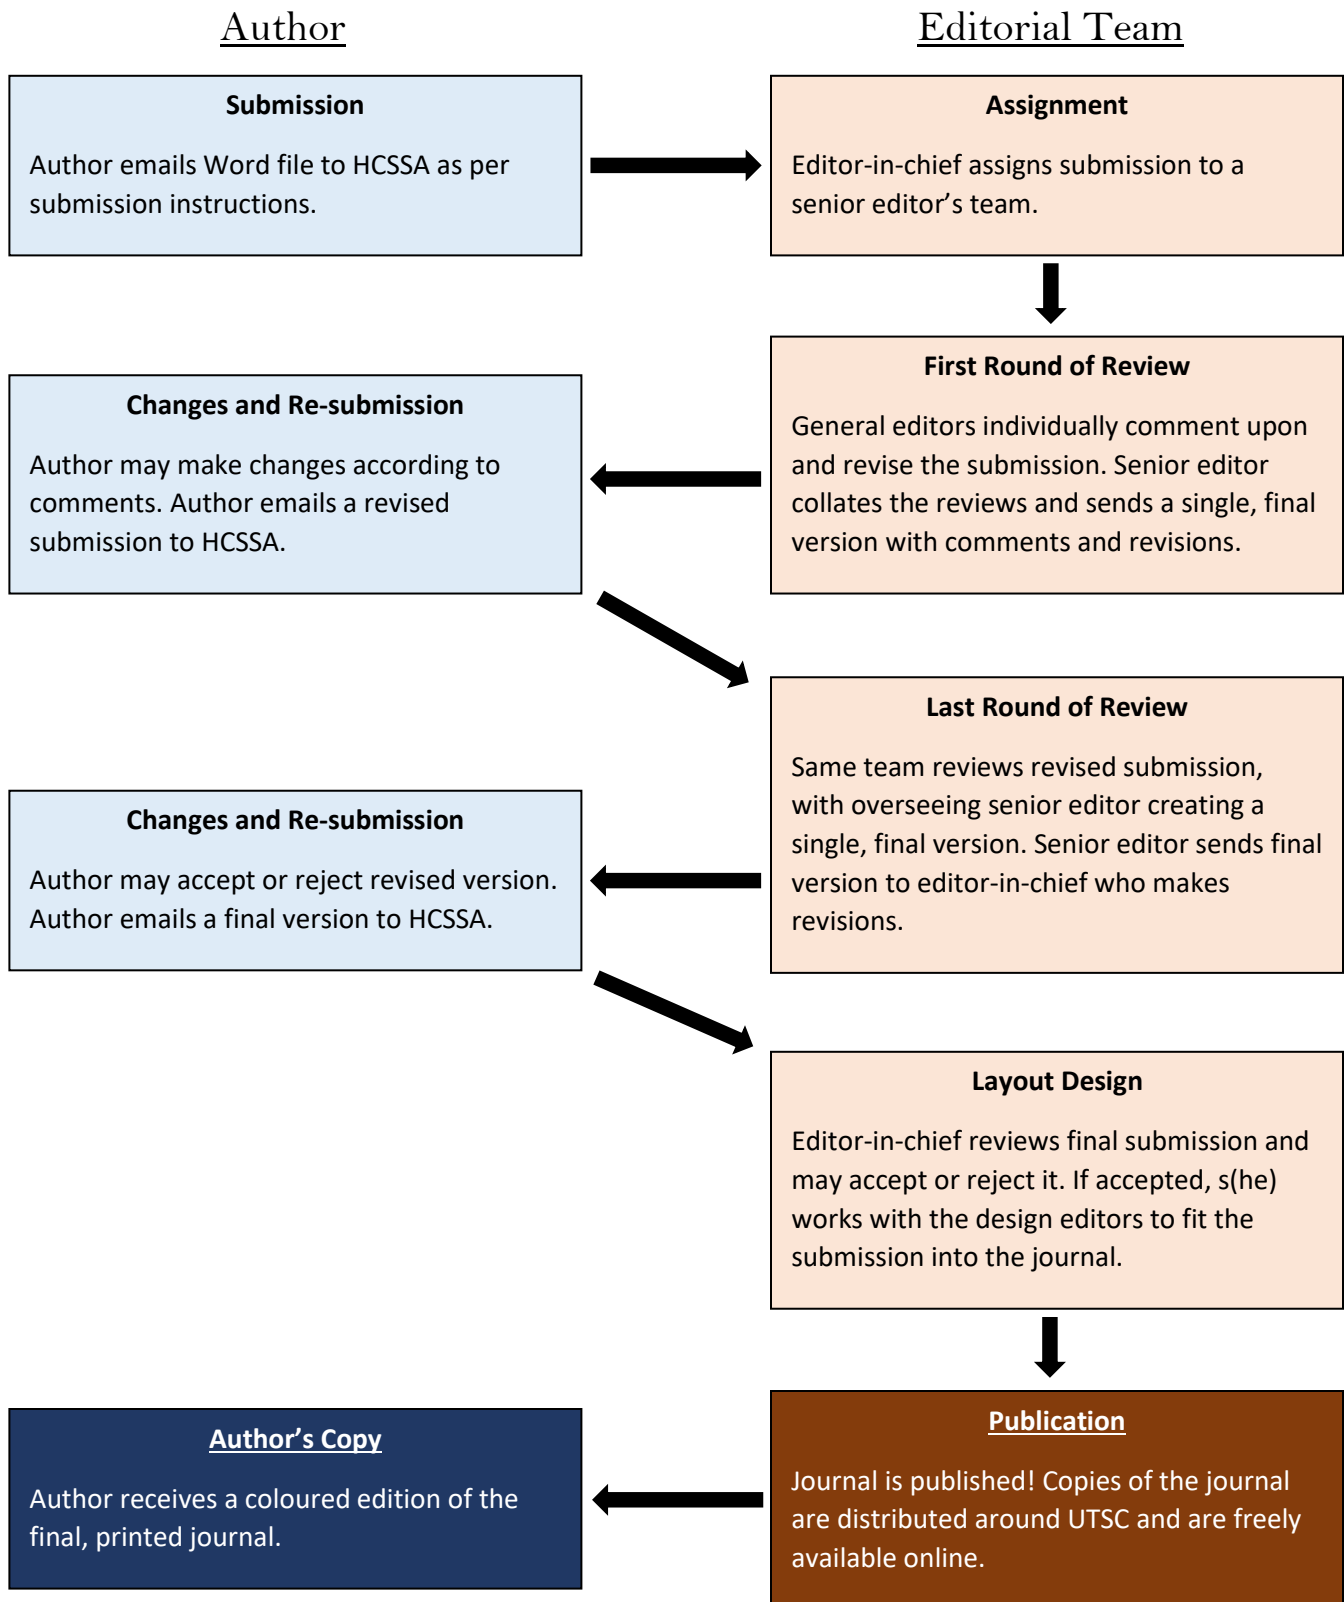 Author
Editorial Team
Submission
Author emails Word file to HCSSA as per
submission instructions.
Assignment
Editor-in-chief assigns submission to a
senior editor’s team.
First Round of Review
General editors individually comment upon
and revise the submission. Senior editor
collates the reviews and sends a single, final
version with comments and revisions.
Changes and Re-submission
Author may make changes according to
comments. Author emails a revised
submission to HCSSA.
Last Round of Review
Same team reviews revised submission,
with overseeing senior editor creating a
single, final version. Senior editor sends final
version to editor-in-chief who makes
revisions.
Changes and Re-submission
Author may accept or reject revised version.
Author emails a final version to HCSSA.
Layout Design
Editor-in-chief reviews final submission and
may accept or reject it. If accepted, s(he)
works with the design editors to fit the
submission into the journal.
Publication
Journal is published! Copies of the journal
are distributed around UTSC and are freely
available online.
Author’s Copy
Author receives a coloured edition of the
final, printed journal.